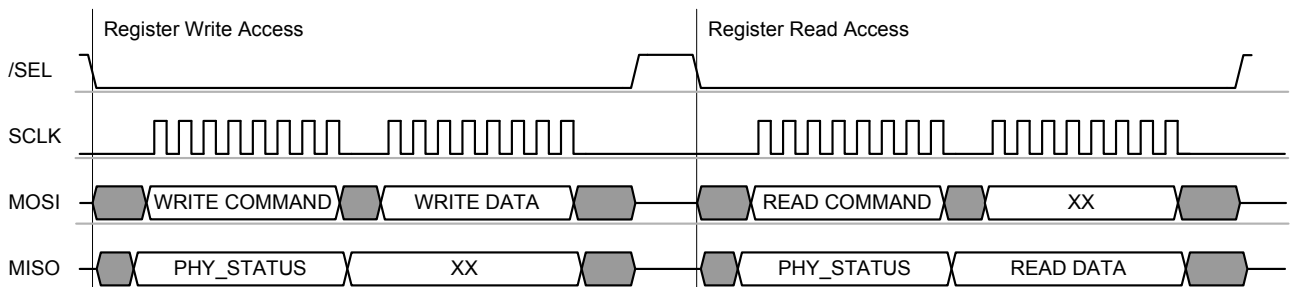 Register Write Access Register Read Access
/SEL
SCLK
MOSI WRITE COMMAND WRITE DATA READ COMMAND XX
MISO PHY_STATUS XX PHY_STATUS READ DATA